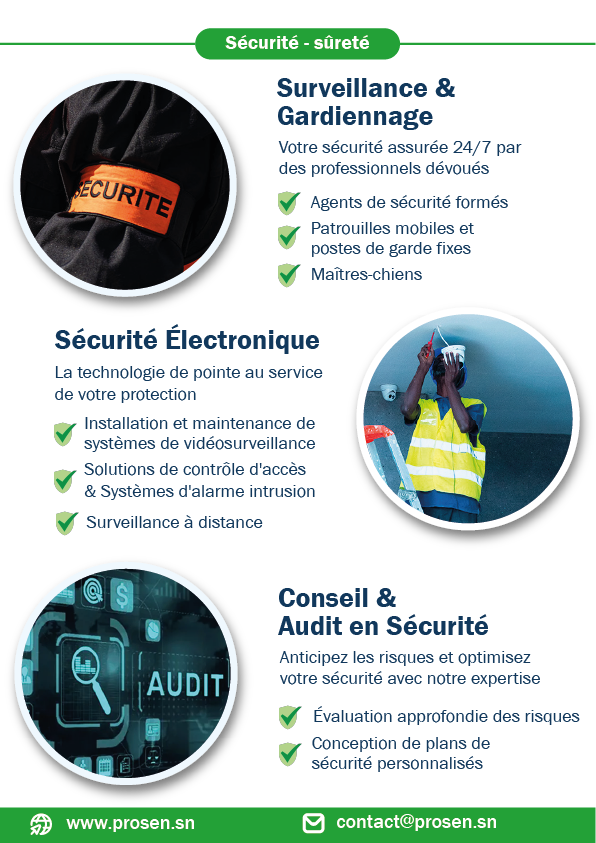 Sécurité - sûreté
SÉCURITE
Surveillance &
Gardiennage
Votre sécurité assurée 24/7 par
des professionnels dévoués
Agents de sécurité formés
Patrouilles mobiles et
postes de garde fixes
Maîtres-chiens
Sécurité Électronique
La technologie de pointe au service
de votre protection
Installation et maintenance de
systèmes de vidéosurveillance
Solutions de contrôle d'accès
& Systèmes d'alarme intrusion
Surveillance à distance
AUDIT
Conseil &
Audit en Sécurité
Anticipez les risques et optimisez
votre sécurité avec notre expertise
Évaluation approfondie des risques
Conception de plans de
sécurité personnalisés
www.prosen.sn
contact@prosen.sn